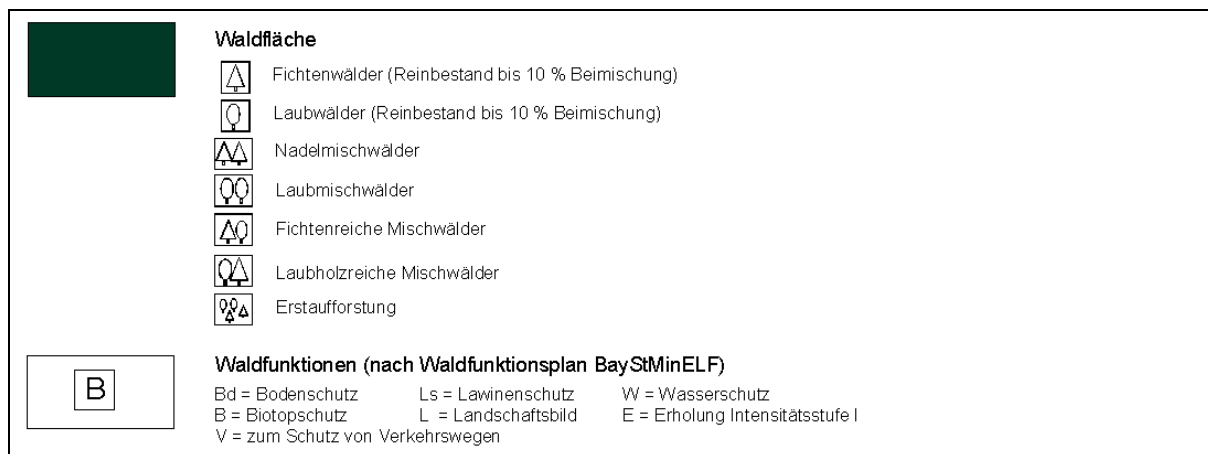 Waldfläche
Fichtenwälder (Reinbestand bis 10 % Beimischung)
Laubwälder (Reinbestand bis 10 % Beimischung)
Nadelmischwälder
Laubmischwälder
Fichtenreiche Mischwälder
Laubholzreiche Mischwälder
Erstaufforstung
B
Waldfunktionen (nach Waldfunktionsplan BayStMinELF)
Bd = Bodenschutz Ls = Lawinenschutz W = Wasserschutz
B = Biotopschutz L = Landschaftsbild E = Erholung Intensitätsstufe I
V = zum Schutz von Verkehrswegen